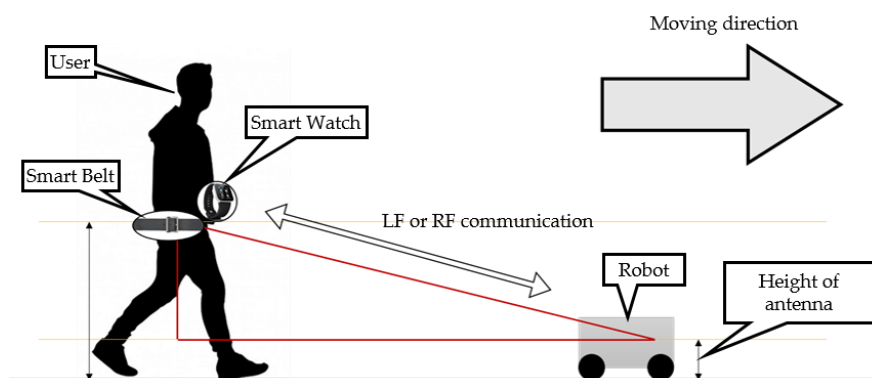 Moving direction
User
Smart Watch
Smart Belt
LF or RF communication
Robot
Height of
antenna